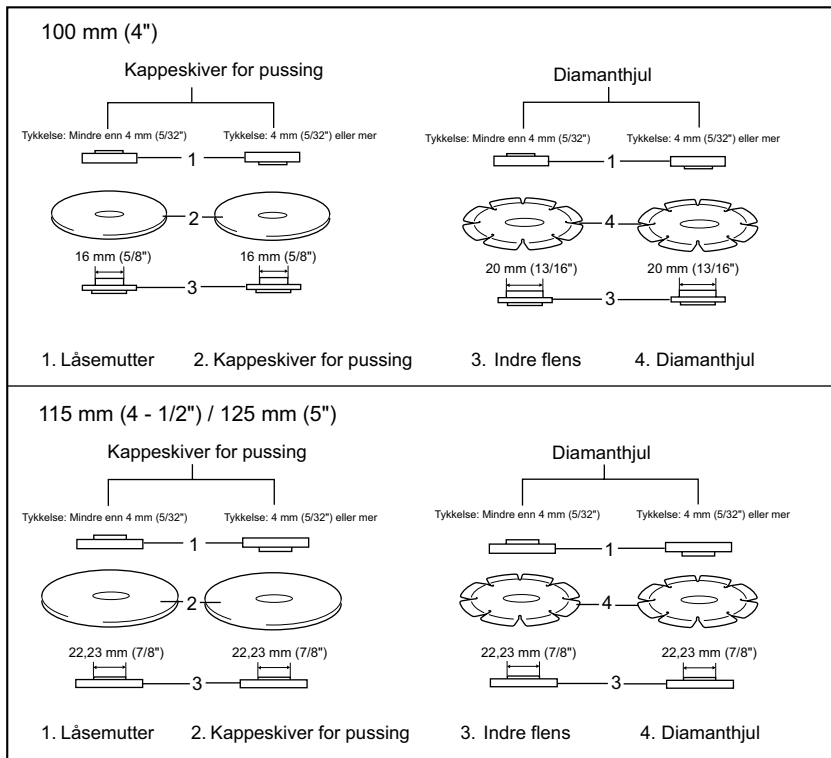 100 mm (4")
Kappeskiver for pussing
Diamanthjul
Tykkelse: Mindre enn 4 mm (5/32")
Tykkelse: 4 mm (5/32") eller mer
Tykkelse: Mindre enn 4 mm (5/32")
Tykkelse: 4 mm (5/32") eller mer
1
1
2
4
16 mm (5/8")
16 mm (5/8")
20 mm (13/16")
20 mm (13/16")
3
3
1. Låsemutter
2. Kappeskiver for pussing
3. Indre flens
4. Diamanthjul
115 mm (4 - 1/2") / 125 mm (5")
Kappeskiver for pussing
Diamanthjul
Tykkelse: Mindre enn 4 mm (5/32")
Tykkelse: 4 mm (5/32") eller mer
Tykkelse: Mindre enn 4 mm (5/32")
Tykkelse: 4 mm (5/32") eller mer
1
1
2
4
22,23 mm (7/8")
22,23 mm (7/8")
22,23 mm (7/8")
22,23 mm (7/8")
3
3
1. Låsemutter
2. Kappeskiver for pussing
3. Indre flens
4. Diamanthjul